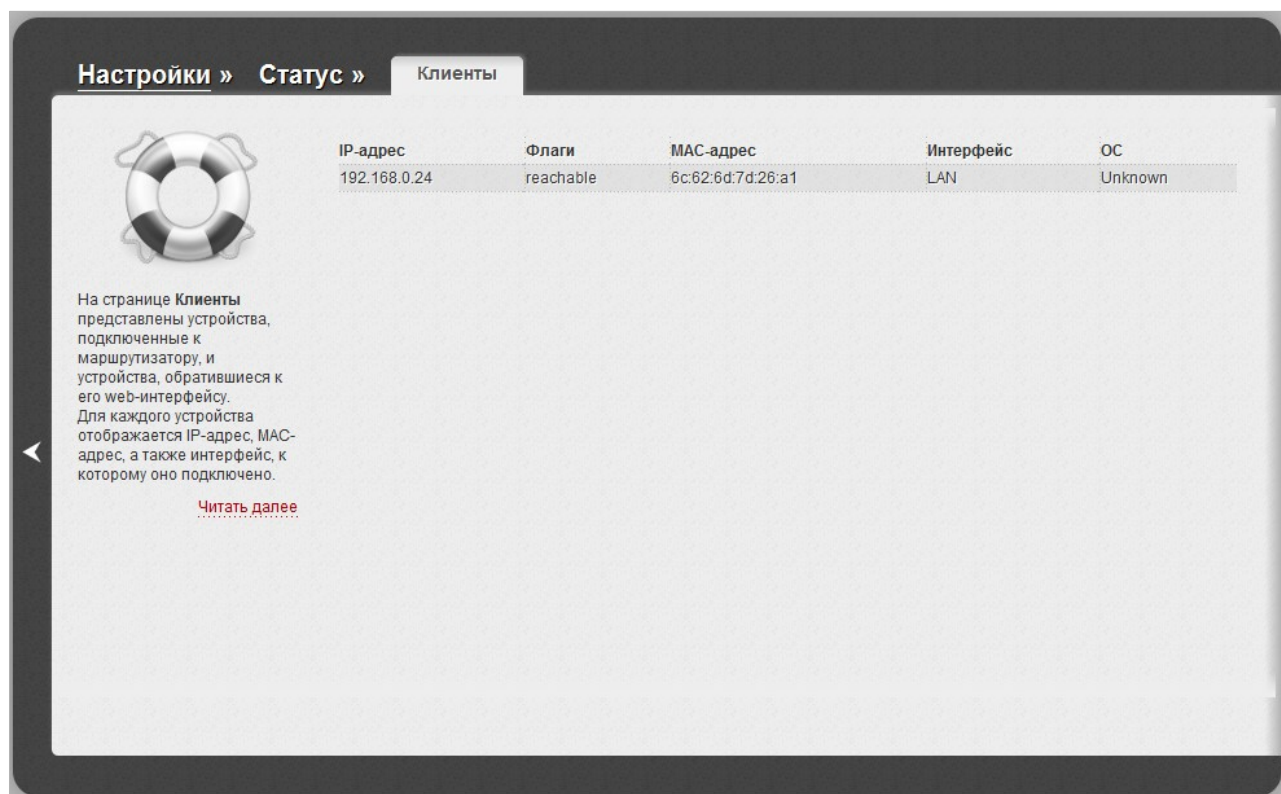 Настройки » Статус » Клиенты
IP-адрес Флаги MAC-адрес Интерфейс ОС
192.168.0.24 reachable 6c:62:6d:7d:26:a1 LAN Unknown
На странице Клиенты
представлены устройства,
подключенные к
маршрутизатору, и
устройства, обратившиеся к
его web-интерфейсу.
Для каждого устройства
отображается IP-адрес, MAC-
адрес, а также интерфейс, к
которому оно подключено.
Читать далее